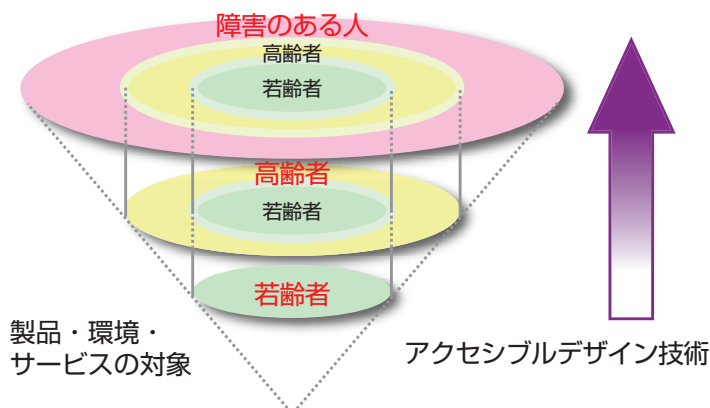 障害のある人
高齢者
若齢者
高齢者
若齢者
若齢者
製品・環境・
サービスの対象
アクセシブルデザイン技術